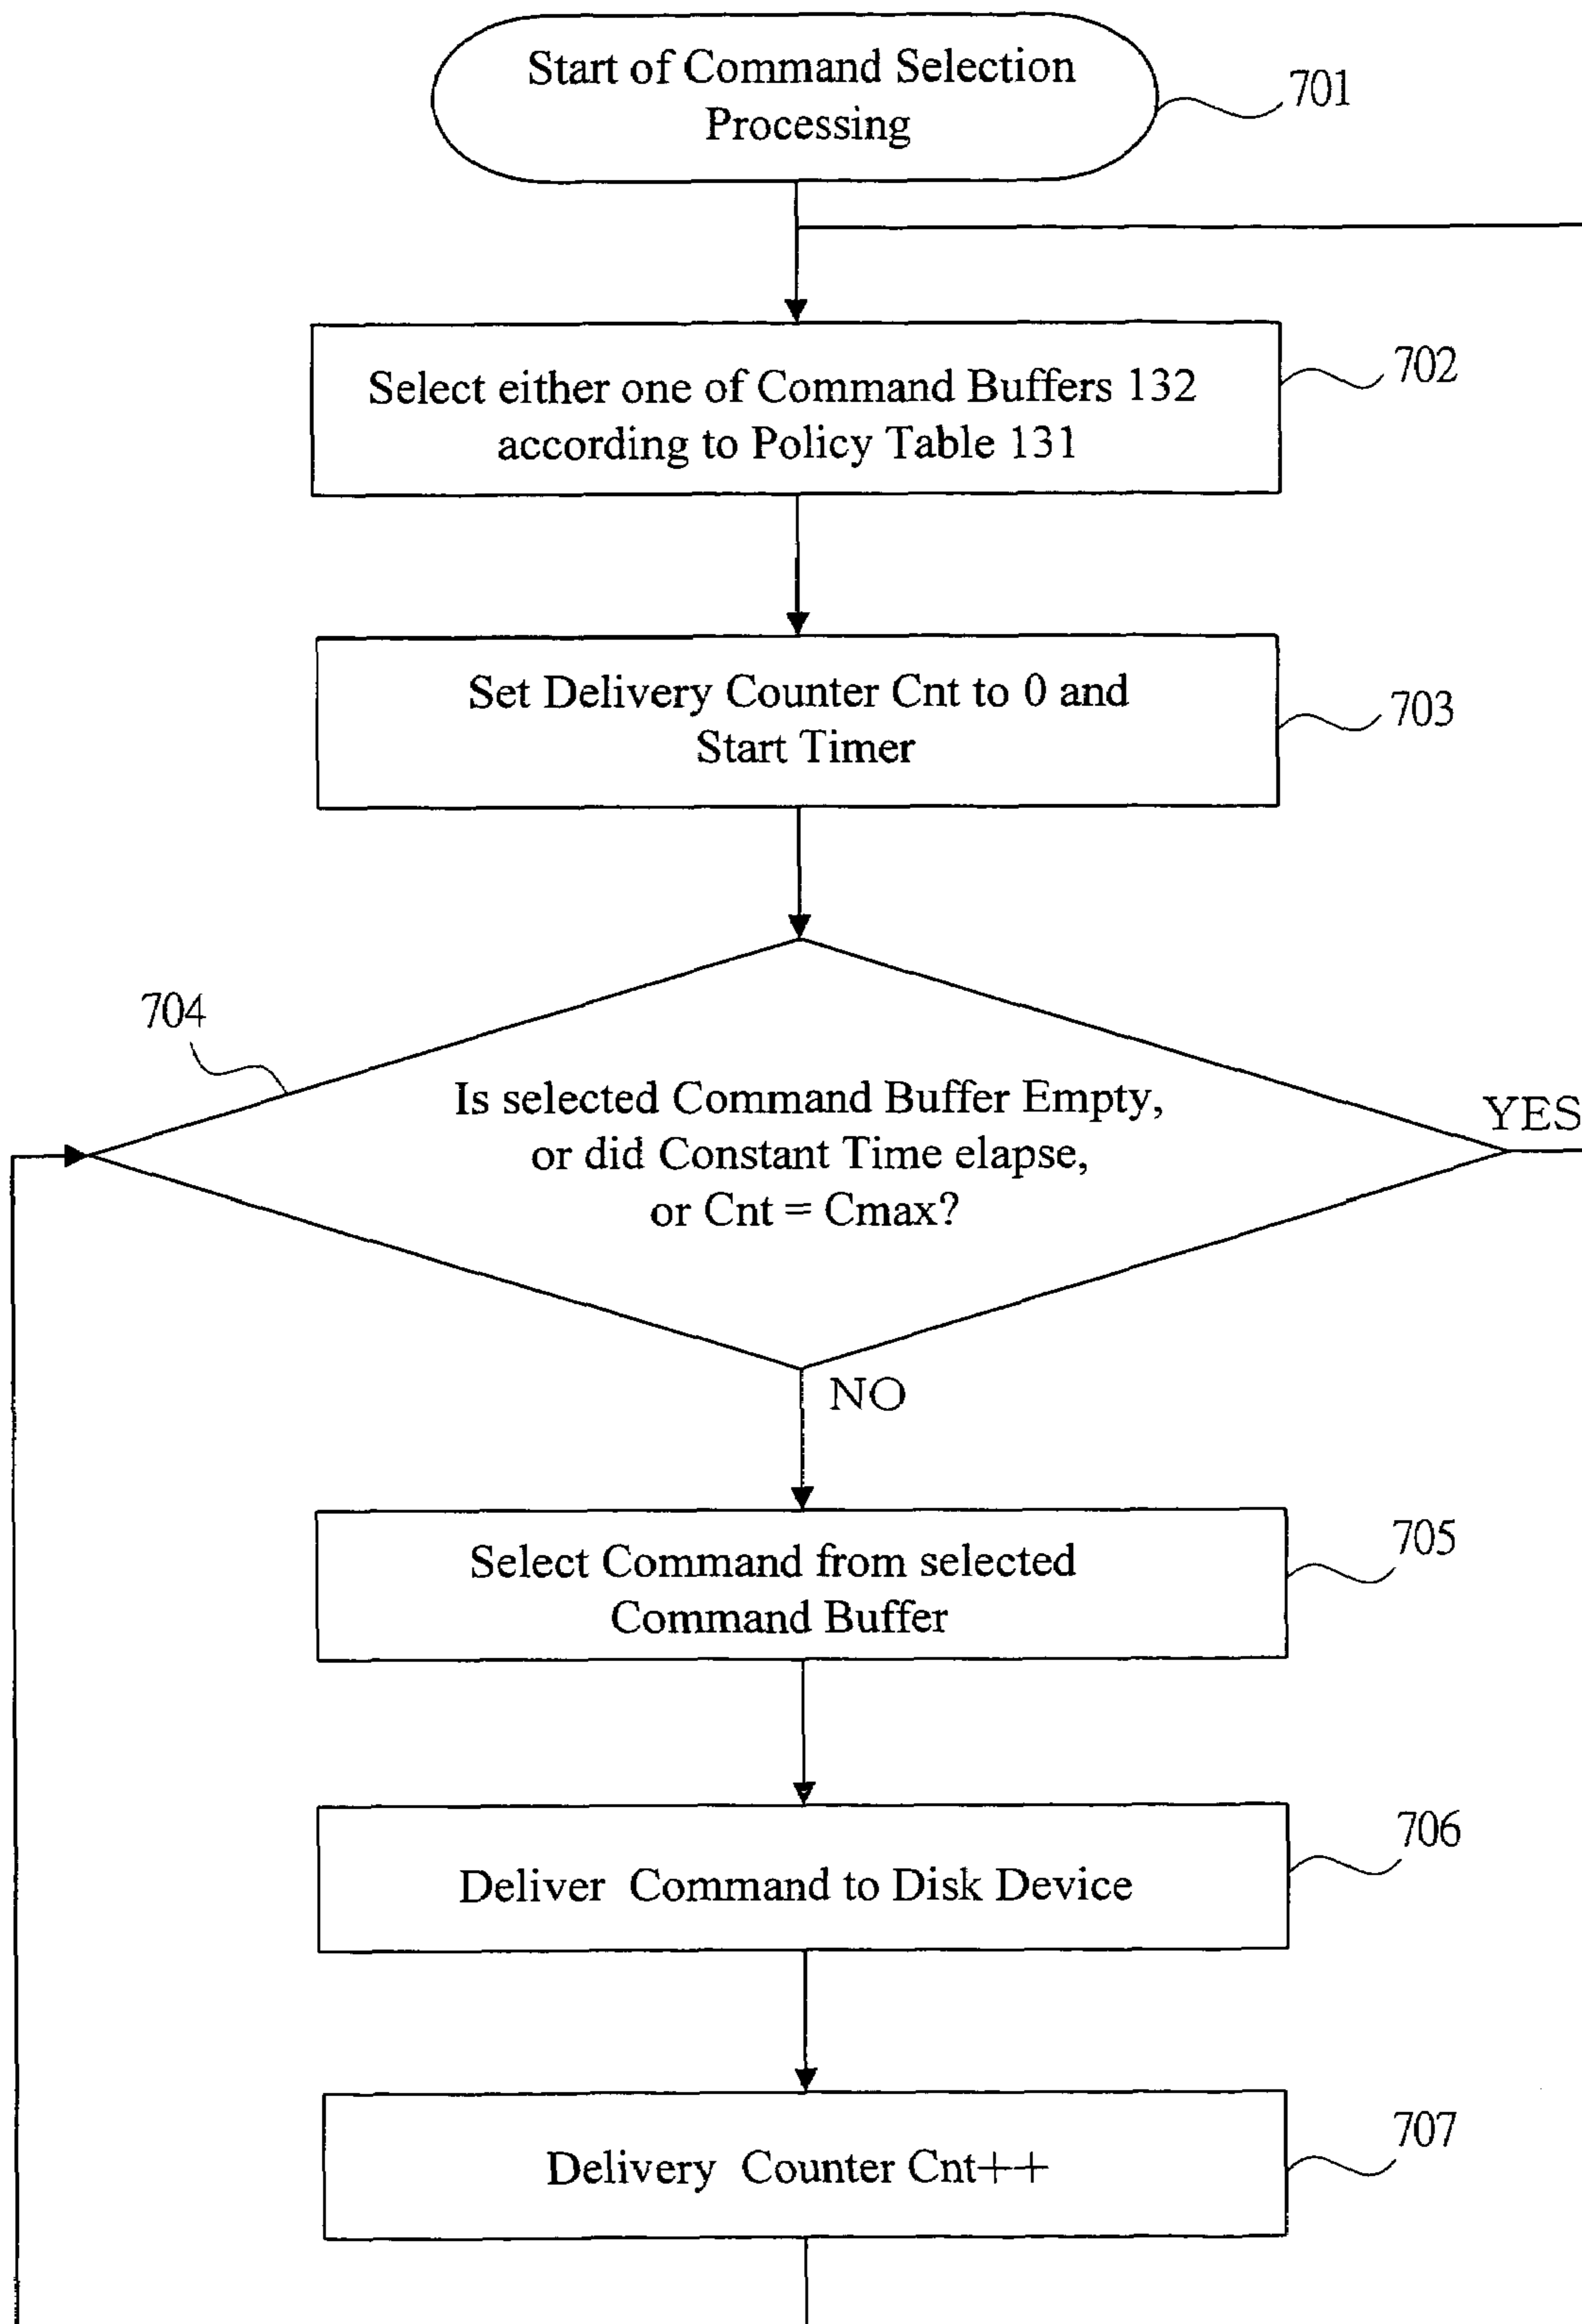 Start of Command Selection
Processing
701
Select either one of Command Buffers 132
according to Policy Table 131
702
Set Delivery Counter Cnt to 0 and
Start Timer
703
704
Is selected Command Buffer Empty,
or did Constant Time elapse,
or Cnt = Cmax?
YES
NO
Select Command from selected
Command Buffer
705
Deliver Command to Disk Device
706
Delivery Counter Cnt++
707